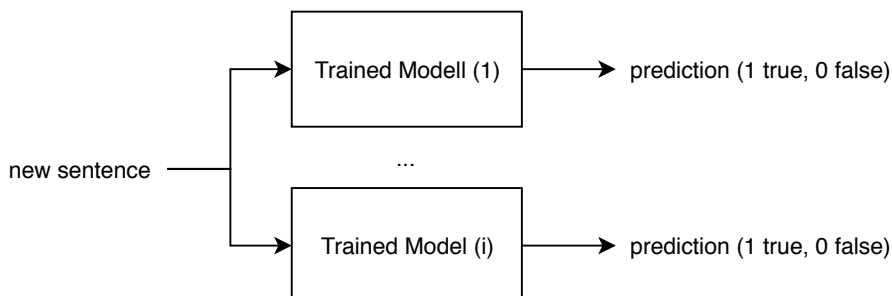 Trained Modell (1)
prediction (1 true, 0 false)
new sentence
...
Trained Model (i)
prediction (1 true, 0 false)